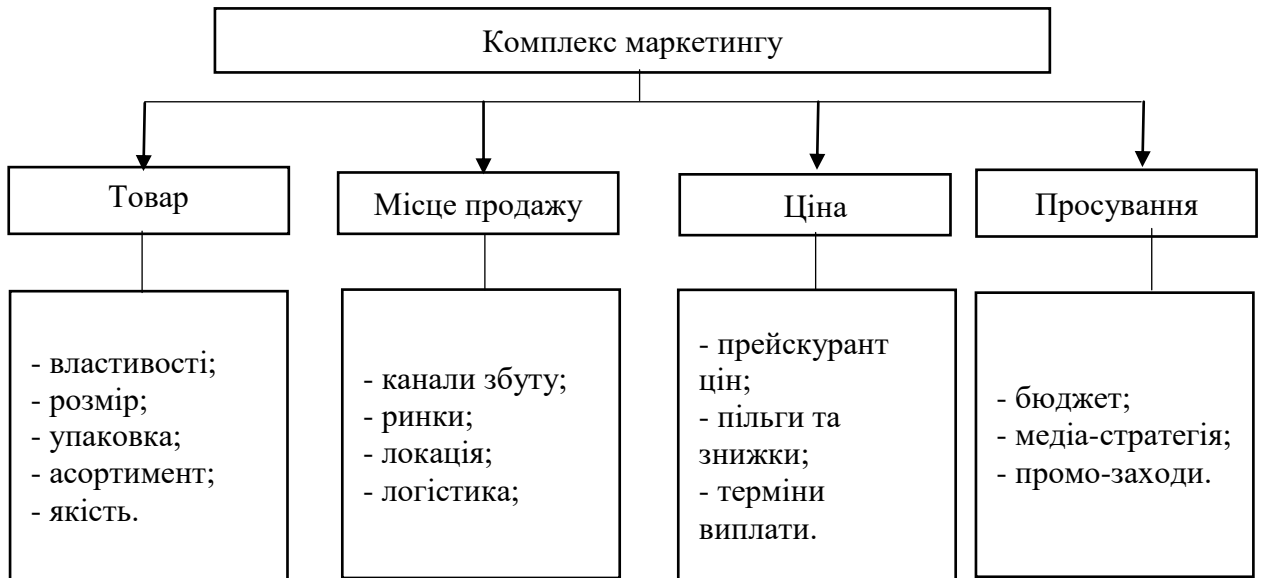 Комплекс маркетингу
Товар
Місце продажу
Ціна
Просування
- властивості;
- розмір;
- упаковка;
- асортимент;
- якість.
- канали збуту;
- ринки;
- локація;
- логістика;
- прейскурант
цін;
- пільги та
знижки;
- терміни
виплати.
- бюджет;
- медіа-стратегія;
- промо-заходи.